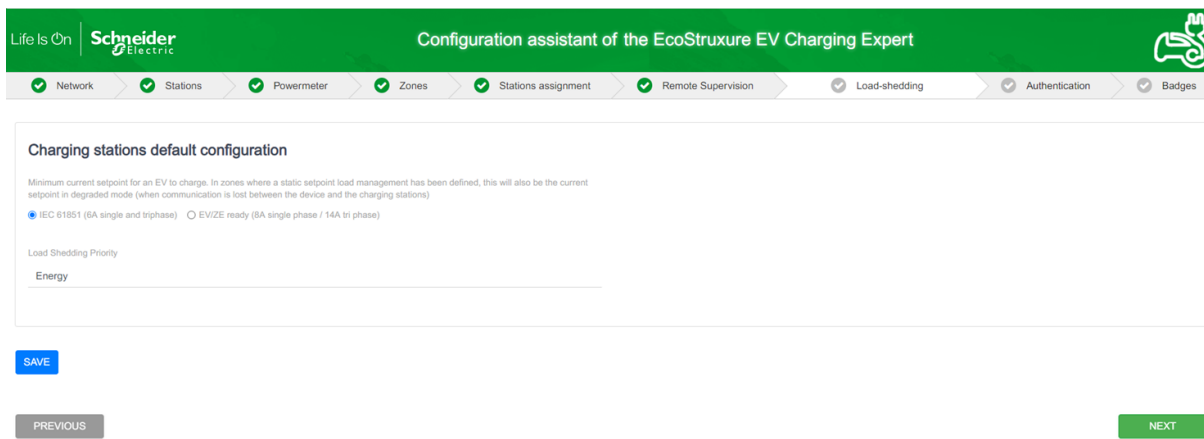 Life Is On
Schneider
Electric
Configuration assistant of the EcoStruxure EV Charging Expert
Network
Stations
Powermeter
Zones
Stations assignment
Remote Supervision
Load-shedding
Authentication
Badges
Charging stations default configuration
Minimum current setpoint for an EV to charge. In zones where a static setpoint load management has been defined, this will also be the current
setpoint in degraded mode (when communication is lost between the device and the charging stations)
IEC 61851 (6A single and triphase) EV/ZE ready (8A single phase / 14A tri phase)
Load Shedding Priority
Energy
SAVE
PREVIOUS
NEXT